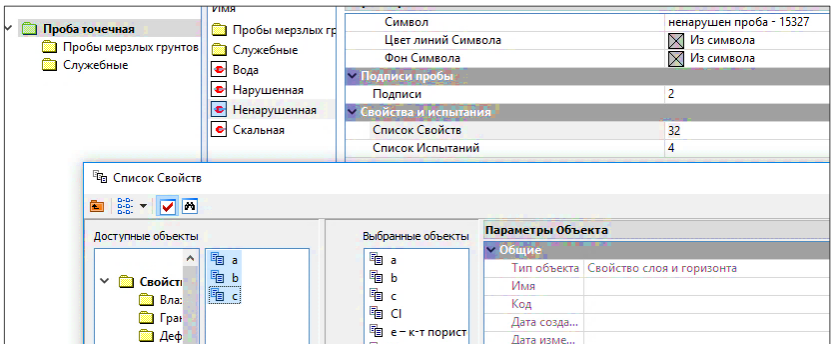 Имя
Проба точечная
Пробы мерзлых грунтов
Служебные
Пробы мерзлых гр
Служебные
Вода
Нарушенная
Ненарушенная
Скальная
Символ ненарушен проба - 15327
Цвет линий Символа Из символа
Фон Символа Из символа
Подписи пробы
Подписи 2
Свойства и испытания
Список Свойств 32
Список Испытаний 4
Список Свойств
Доступные объекты
Свойст
Вла
Гран
Деф
a
b
c
Выбранные объекты
a
b
c
CI
e – к-т порист
Параметры Объекта
Общие
Тип объекта Свойство слоя и горизонта
Имя
Код
Дата созда...
Дата изме...